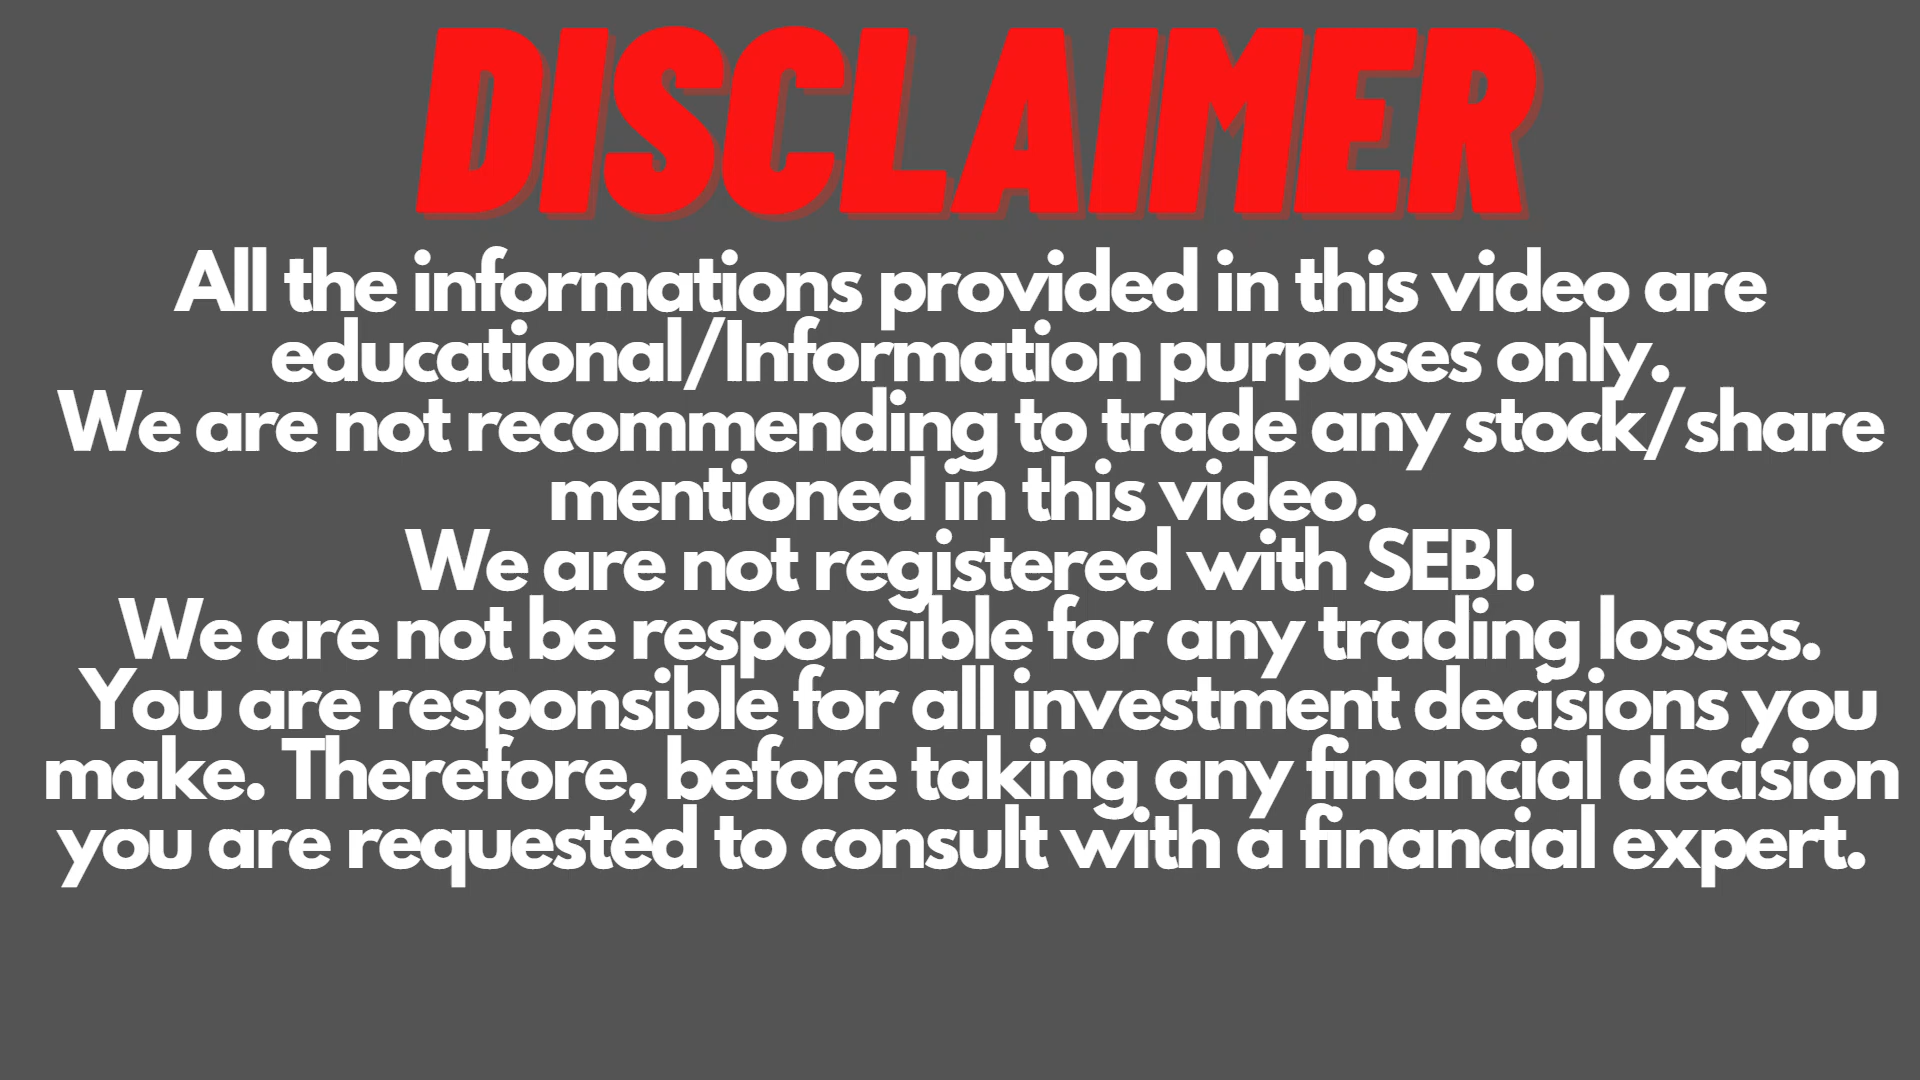 DISCLAIMER
All the informations provided in this video are
educational/Information purposes only.
We are not recommending to trade any stock/share
mentioned in this video.
We are not registered with SEBI.
We are not be responsible for any trading losses.
You are responsible for all investment decisions you
make. Therefore, before taking any financial decision
you are requested to consult with a financial expert.